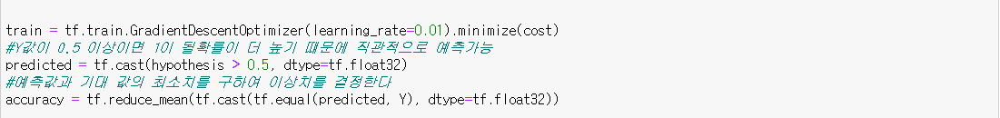 train = tf.train.GradientDescentOptimizer(learning_rate=0.01).minimize(cost)
#Y값이 0.5 이상이면 1이 될확률이 더 높기 때문에 직관적으로 예측가능
predicted = tf.cast(hypothesis > 0.5, dtype=tf.float32)
#예측값과 기대 값의 최소치를 구하여 이상치를 결정한다
accuracy = tf.reduce_mean(tf.cast(tf.equal(predicted, Y), dtype=tf.float32))